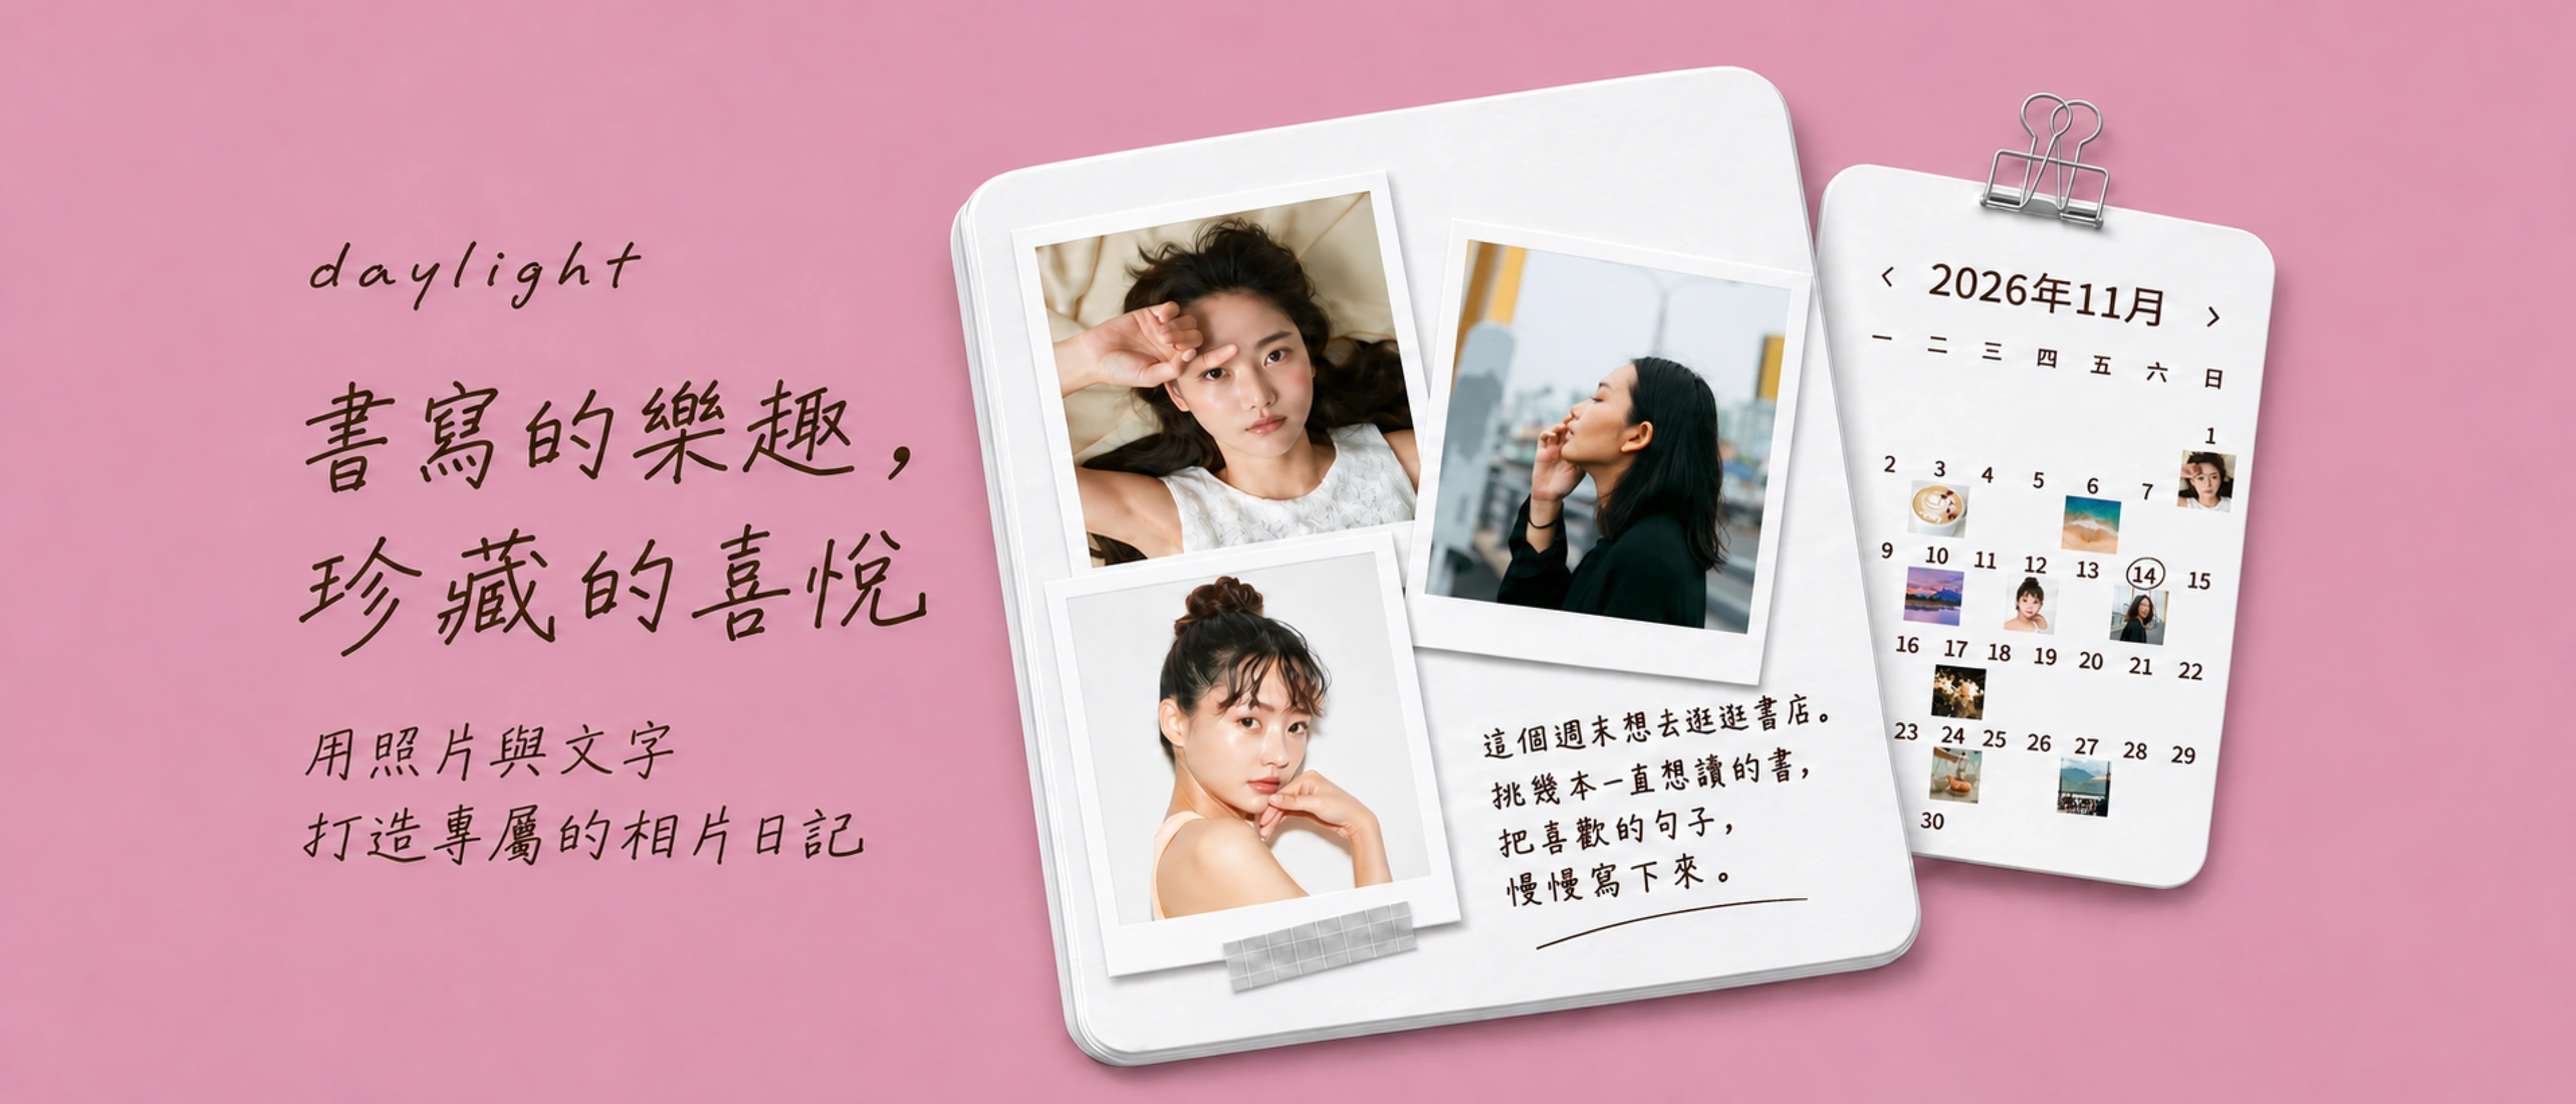 daylight
書寫的樂趣，
珍藏的喜悅
用照片與文字
打造專屬的相片日記
這個週末想去逛逛書店。
挑幾本一直想讀的書，
把喜歡的句子，
慢慢寫下來。
< 2026年11月 >
一 二 三 四 五 六 日
1
2 3 4 5 6 7
9 10 11 12 13 14 15
16 17 18 19 20 21 22
23 24 25 26 27 28 29
30